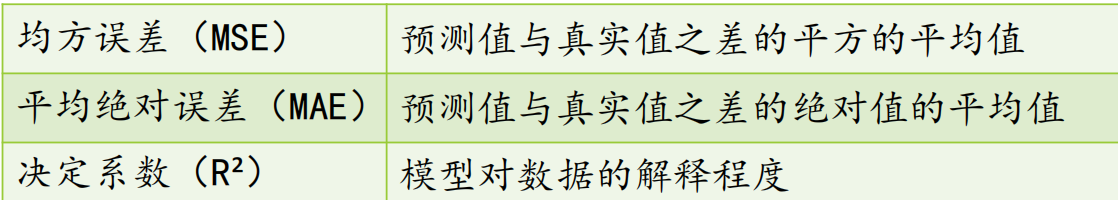 均方误差（MSE） 预测值与真实值之差的平方的平均值
平均绝对误差（MAE） 预测值与真实值之差的绝对值的平均值
决定系数（R²） 模型对数据的解释程度